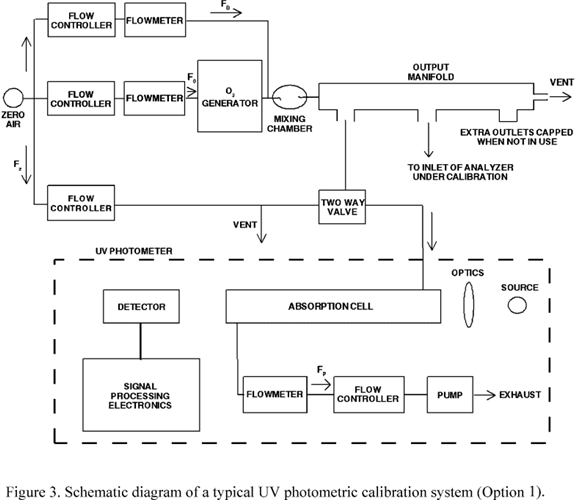 FLOW
CONTROLLER
FLOWMETER
F0
OUTPUT
MANIFOLD
VENT
ZERO
AIR
FLOW
CONTROLLER
FLOWMETER
F0
O3
GENERATOR
MIXING
CHAMBER
EXTRA OUTLETS CAPPED
WHEN NOT IN USE
TO INLET OF ANALYZER
UNDER CALIBRATION
Fz
FLOW
CONTROLLER
VENT
TWO WAY
VALVE
UV PHOTOMETER
OPTICS
SOURCE
DETECTOR
ABSORPTION CELL
SIGNAL
PROCESSING
ELECTRONICS
FLOWMETER
Fp
FLOW
CONTROLLER
PUMP
EXHAUST
Figure 3. Schematic diagram of a typical UV photometric calibration system (Option 1).